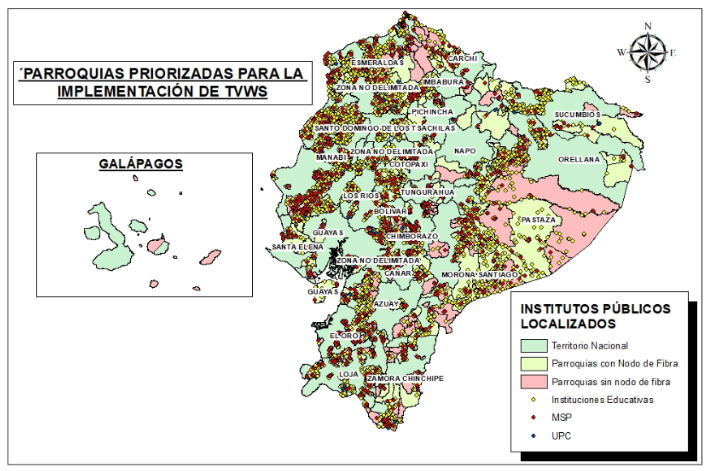 ´PARROQUIAS PRIORIZADAS PARA LA
IMPLEMENTACIÓN DE TVWS
N
W
E
S
GALÁPAGOS
ESMERALDAS
CARCHI
IMBABURA
ZONA NO DELIMITADA
PICHINCHA
SUCUMBIOS
SANTO DOMINGO DE LOS TSÁCHILAS
ZONA NO DELIMITADA
NAPO
MANABI
COTOPAXI
ORELLANA
LOS RIOS
TUNGURAHUA
BOLIVAR
PASTAZA
GUAYAS
CHIMBORAZO
SANTA ELENA
ZONA NO DELIMITADA
CAÑAR
MORONA SANTIAGO
GUAYAS
AZUAY
EL ORO
LOJA
ZAMORA CHINCHIPE
INSTITUTOS PÚBLICOS
LOCALIZADOS
Territorio Nacional
Parroquias con Nodo de Fibra
Parroquias sin nodo de fibra
Instituciones Educativas
MSP
UPC